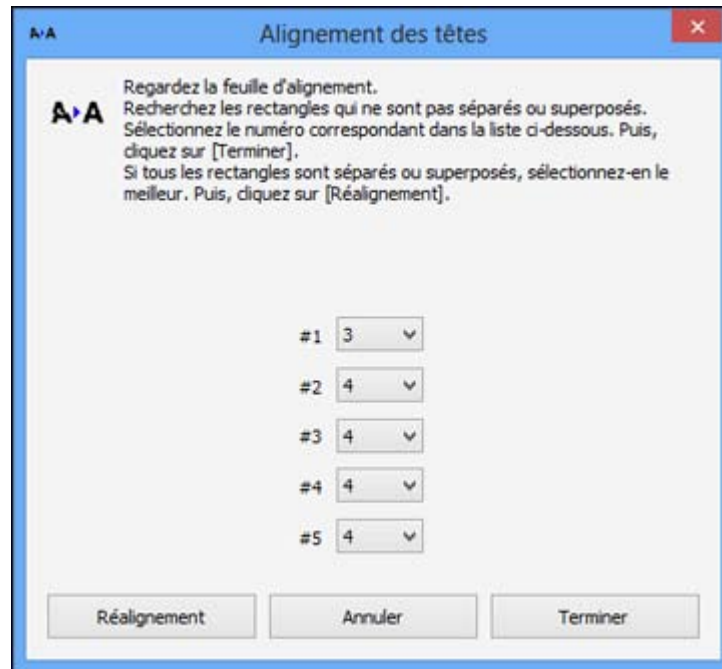 A▸A Alignement des têtes
Regardez la feuille d'alignement.
A▸A Recherchez les rectangles qui ne sont pas séparés ou superposés.
Sélectionnez le numéro correspondant dans la liste ci-dessous. Puis,
cliquez sur [Terminer].
Si tous les rectangles sont séparés ou superposés, sélectionnez-en le
meilleur. Puis, cliquez sur [Réalignement].
#1 3
#2 4
#3 4
#4 4
#5 4
Réalignement Annuler Terminer